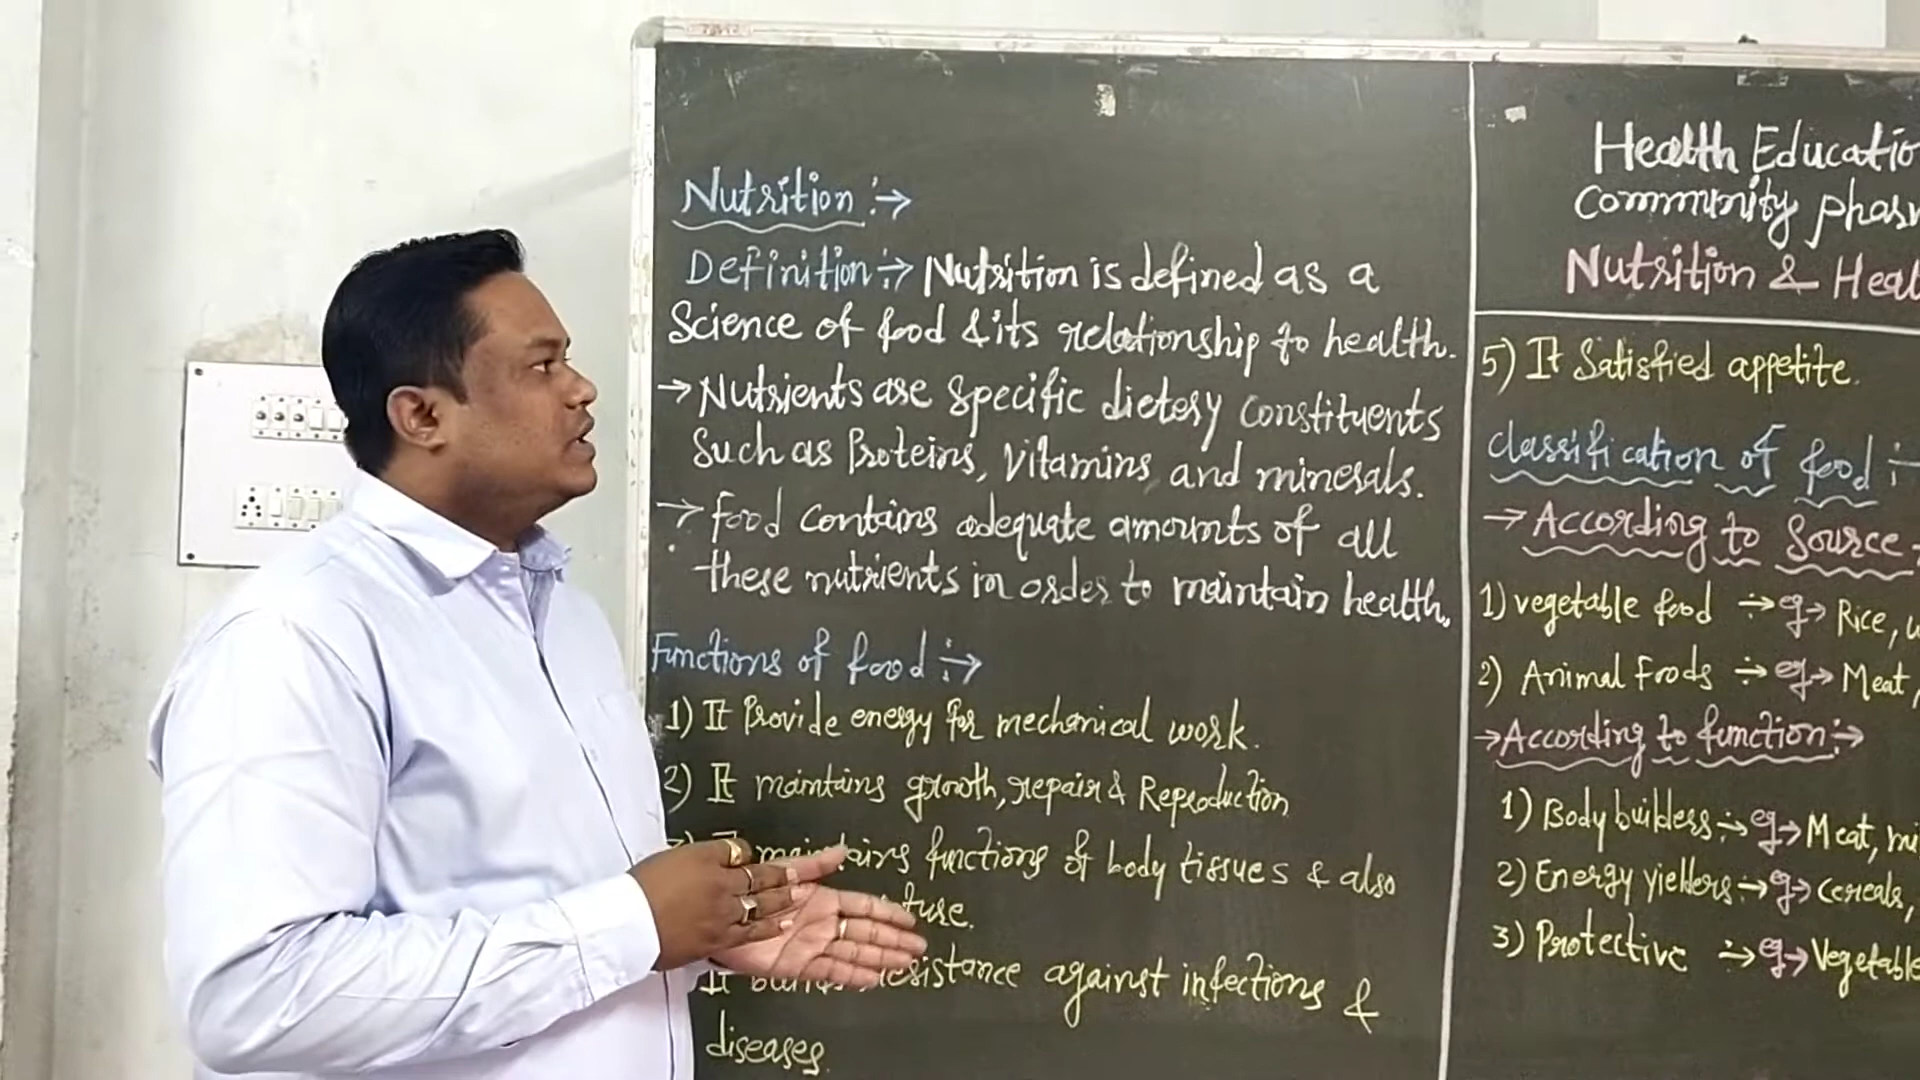 Nutrition :→
Definition :→ Nutrition is defined as a
Science of food & its relationship to health.
→ Nutrients are specific dietery constituents
Such as Proteins, Vitamins and minerals.
→ food contains adequate amounts of all
these nutrients in order to maintain health.
Functions of food :→
1) It Provide energy for mechanical work.
2) It maintains growth, repair & Reproduction
maintains functions of body tissues & also
resistance against infections &
diseases.
Health Educatio
Community phar
Nutrition & Heal
5) It Satisfied appetite.
classification of food :-
→ According to Source
1) vegetable food ÷→ eg→ Rice,
2) Animal Foods ÷→ eg→ Meat,
→ According to function :→
1) Body builders ÷→ eg→ Meat, mi
2) Energy yielders ÷→ eg→ cereals,
3) Protective ÷→ eg→ Vegetable